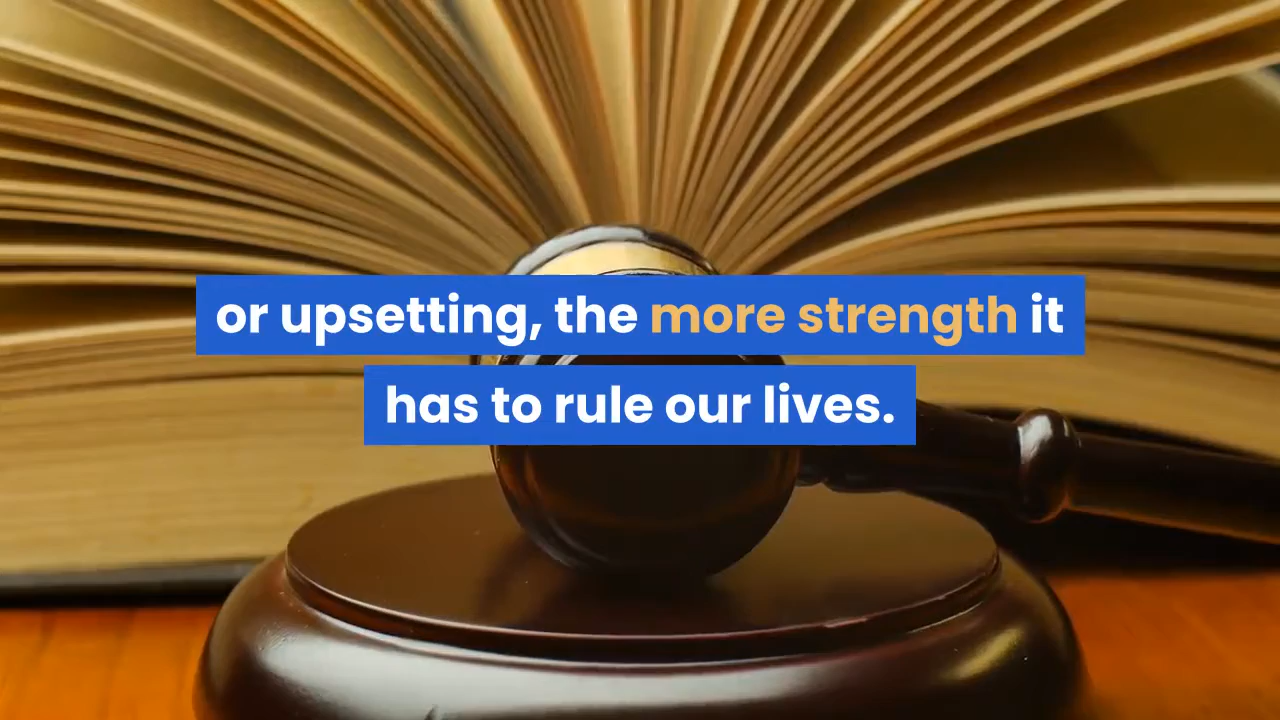 or upsetting, the more strength it
has to rule our lives.